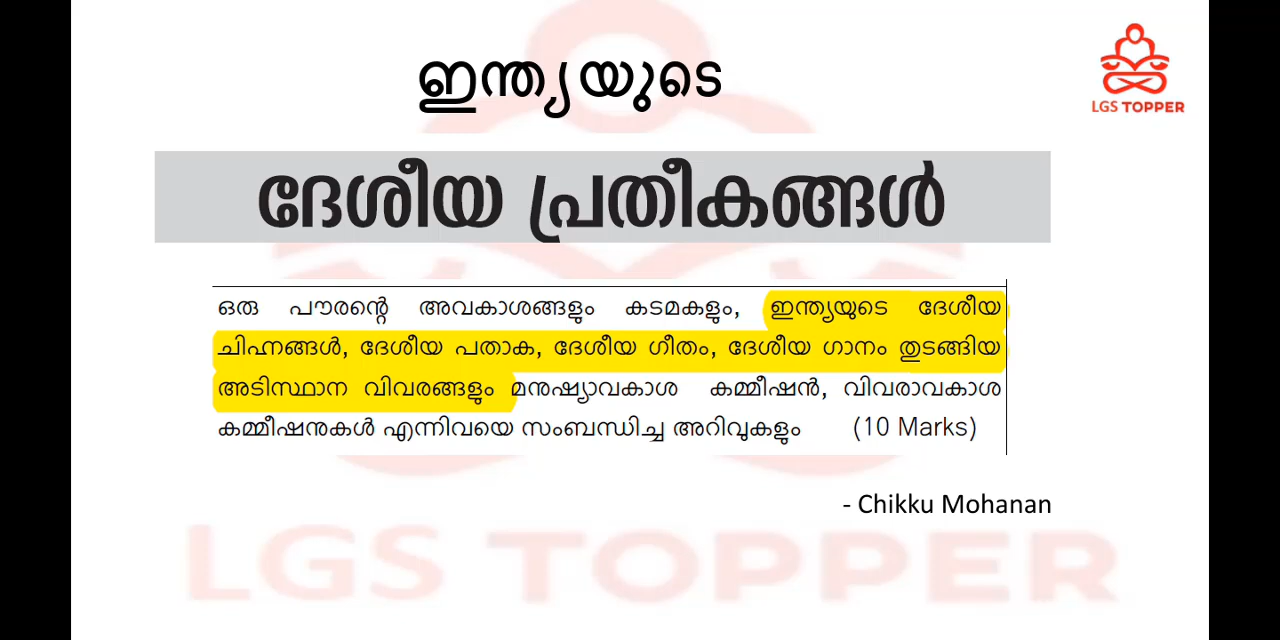 ഇന്ത്യയുടെ
LGS TOPPER
ദേശീയ പ്രതീകങ്ങൾ
ഒരു പൗരന്റെ അവകാശങ്ങളും കടമകളും, ഇന്ത്യയുടെ ദേശീയ
ചിഹ്നങ്ങൾ, ദേശീയ പതാക, ദേശീയ ഗീതം, ദേശീയ ഗാനം തുടങ്ങിയ
അടിസ്ഥാന വിവരങ്ങളും മനുഷ്യാവകാശ കമ്മീഷൻ, വിവരാവകാശ
കമ്മീഷനുകൾ എന്നിവയെ സംബന്ധിച്ച അറിവുകളും (10 Marks)
- Chikku Mohanan
LGS TOPPER